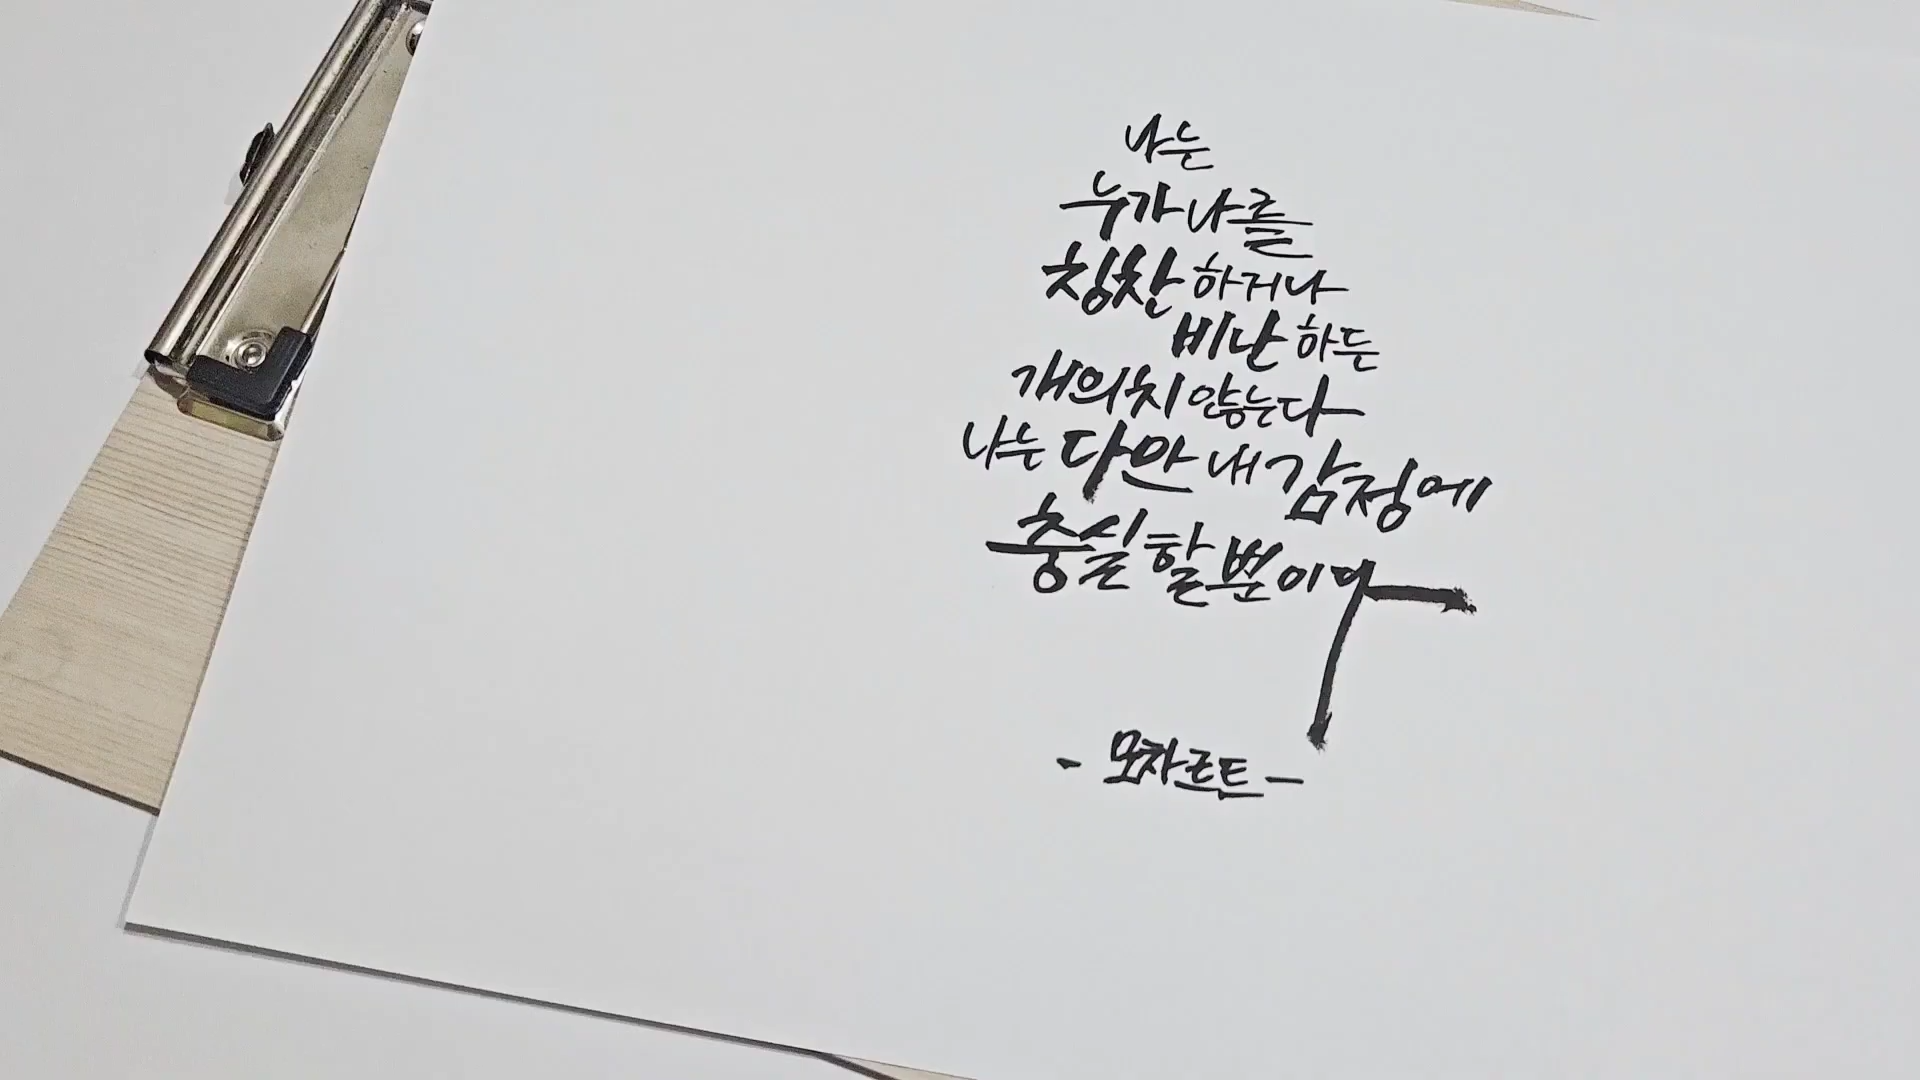 나는
누가 나를
칭찬 하거나
비난 하든
개의치 않는다
나는 다만 내 감정에
충실할 뿐이다
- 모차르트 -